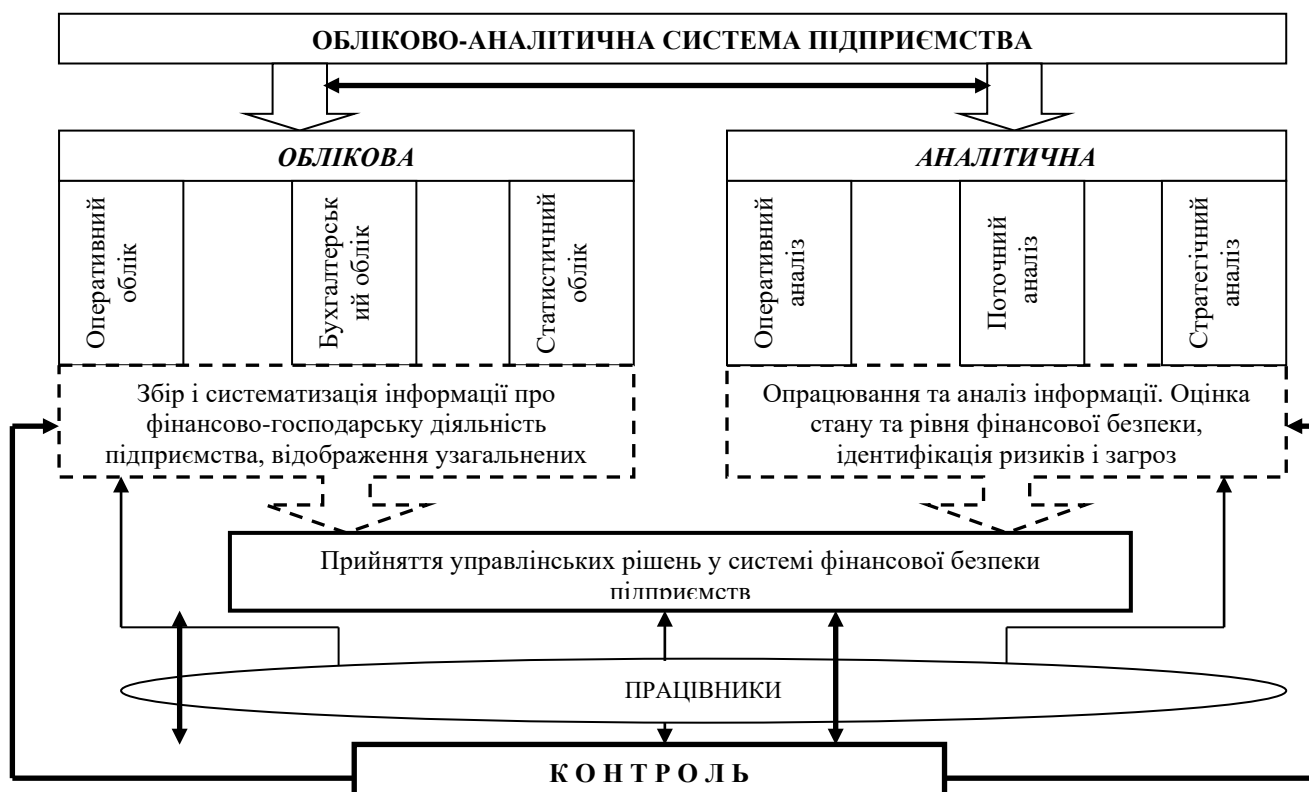 ОБЛІКОВО-АНАЛІТИЧНА СИСТЕМА ПІДПРИЄМСТВА
ОБЛІКОВА
Оперативний
облік
Бухгалтерськ
ий облік
Статистичний
облік
Збір і систематизація інформації про
фінансово-господарську діяльність
підприємства, відображення узагальнених
АНАЛІТИЧНА
Оперативний
аналіз
Поточний
аналіз
Стратегічний
аналіз
Опрацювання та аналіз інформації. Оцінка
стану та рівня фінансової безпеки,
ідентифікація ризиків і загроз
Прийняття управлінських рішень у системі фінансової безпеки
підприємств
ПРАЦІВНИКИ
К О Н Т Р О Л Ь